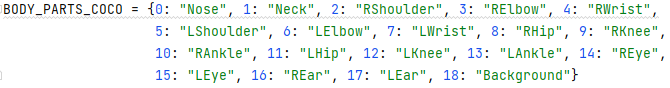 BODY_PARTS_COCO = {0: "Nose", 1: "Neck", 2: "RShoulder", 3: "RElbow", 4: "RWrist",
5: "LShoulder", 6: "LElbow", 7: "LWrist", 8: "RHip", 9: "RKnee",
10: "RAnkle", 11: "LHip", 12: "LKnee", 13: "LAnkle", 14: "REye",
15: "LEye", 16: "REar", 17: "LEar", 18: "Background"}